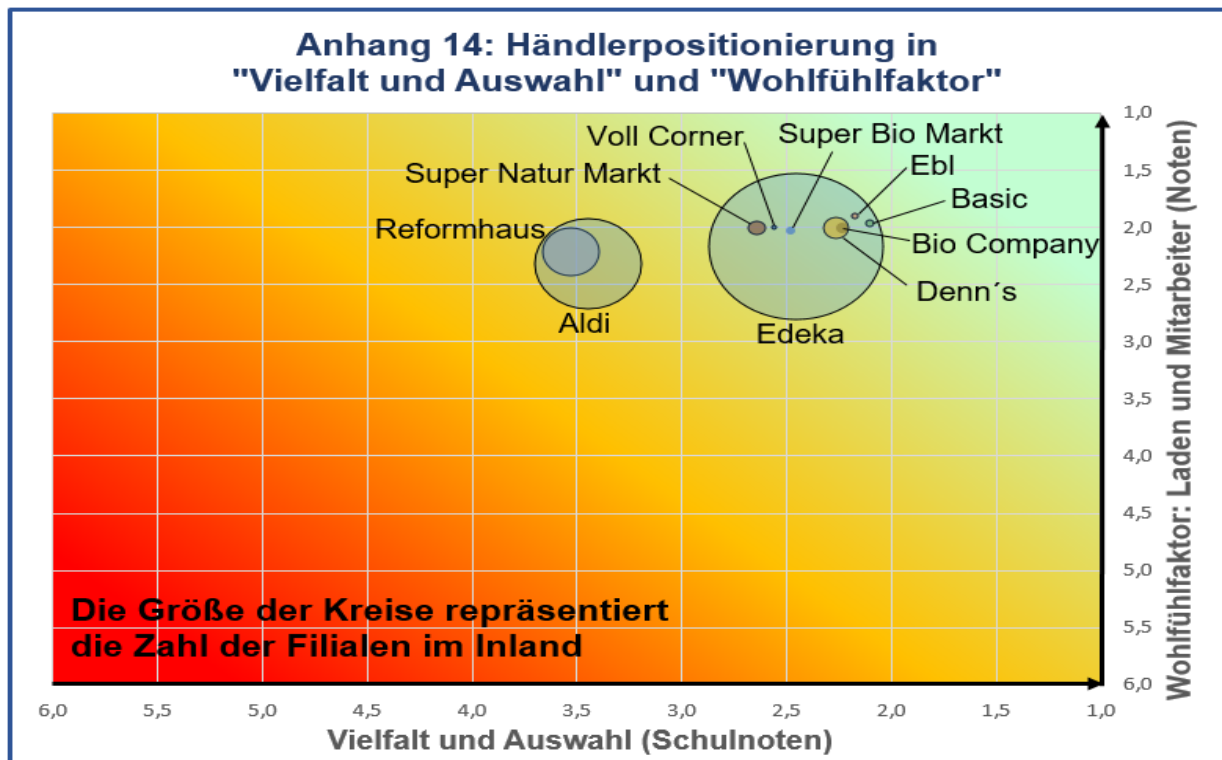 Anhang 14: Händlerpositionierung in
"Vielfalt und Auswahl" und "Wohlfühlfaktor"
Voll Corner
Super Bio Markt
Super Natur Markt
Ebl
Basic
Reformhaus
Bio Company
Denn´s
Aldi
Edeka
Die Größe der Kreise repräsentiert
die Zahl der Filialen im Inland
1,0
1,5
2,0
2,5
3,0
3,5
4,0
4,5
5,0
5,5
6,0
Wohlfühlfaktor: Laden und Mitarbeiter (Noten)
6,0 5,5 5,0 4,5 4,0 3,5 3,0 2,5 2,0 1,5 1,0
Vielfalt und Auswahl (Schulnoten)